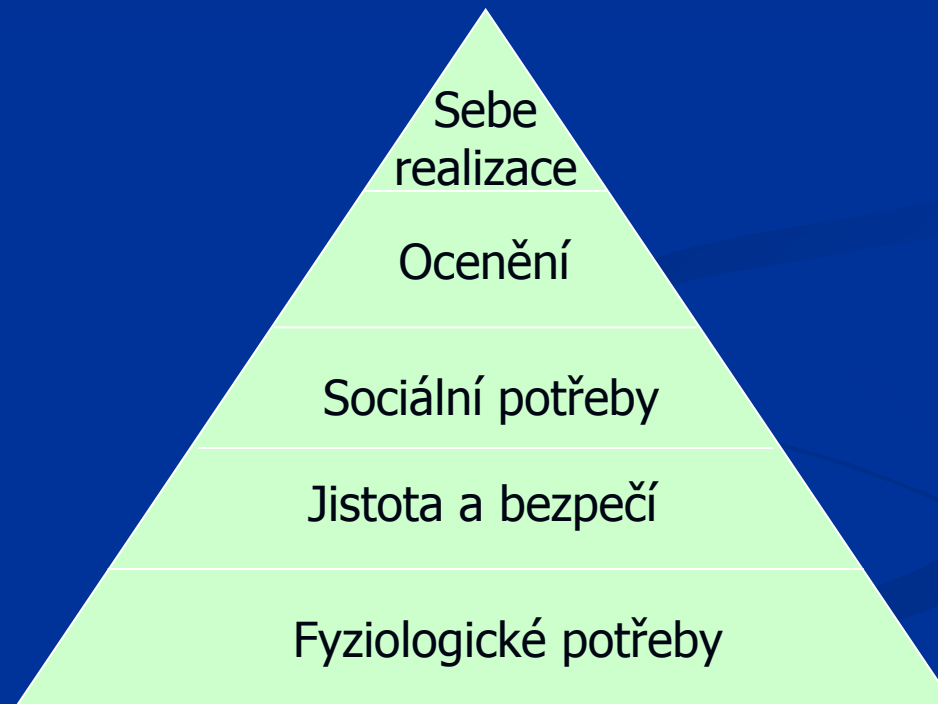 Sebe
realizace
Ocenění
Sociální potřeby
Jistota a bezpečí
Fyziologické potřeby